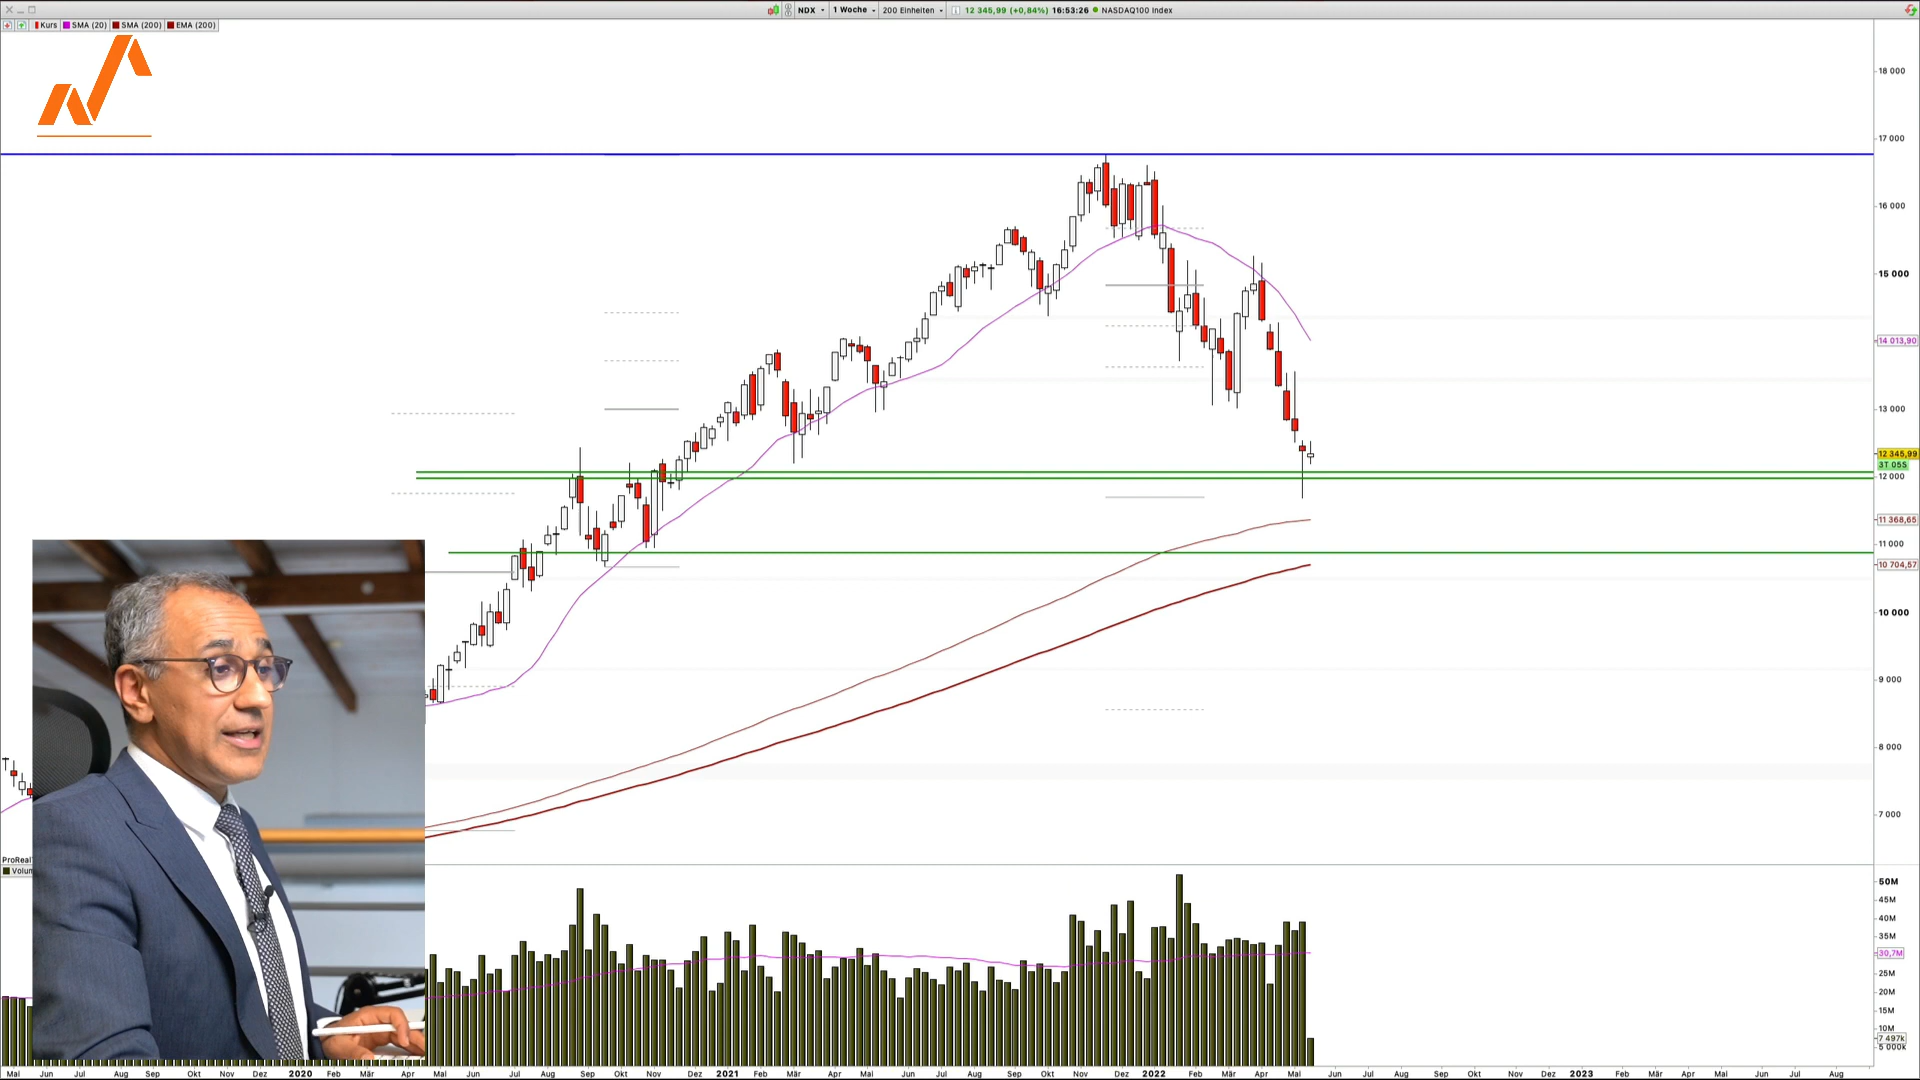 NDX 1 Woche 200 Einheiten 12 345,99 (+0,84%) 16:53:26 NASDAQ100 Index
Kurs SMA (20) SMA (200) EMA (200)
18 000
17 000
16 000
15 000
14 013,90
13 000
12 345,99
3T 05S
12 000
11 368,65
11 000
10 704,57
10 000
9 000
8 000
7 000
ProReal
Volum
50M
45M
40M
35M
30,7M
25M
20M
15M
10M
7 497k
5 000k
Mai Jun Jul Aug Sep Okt Nov Dez 2020 Feb Mär Apr Mai Jun Jul Aug Sep Okt Nov Dez 2021 Feb Mär Apr Mai Jun Jul Aug Sep Okt Nov Dez 2022 Feb Mär Apr Mai Jun Jul Aug Sep Okt Nov Dez 2023 Feb Mär Apr Mai Jun Jul Aug